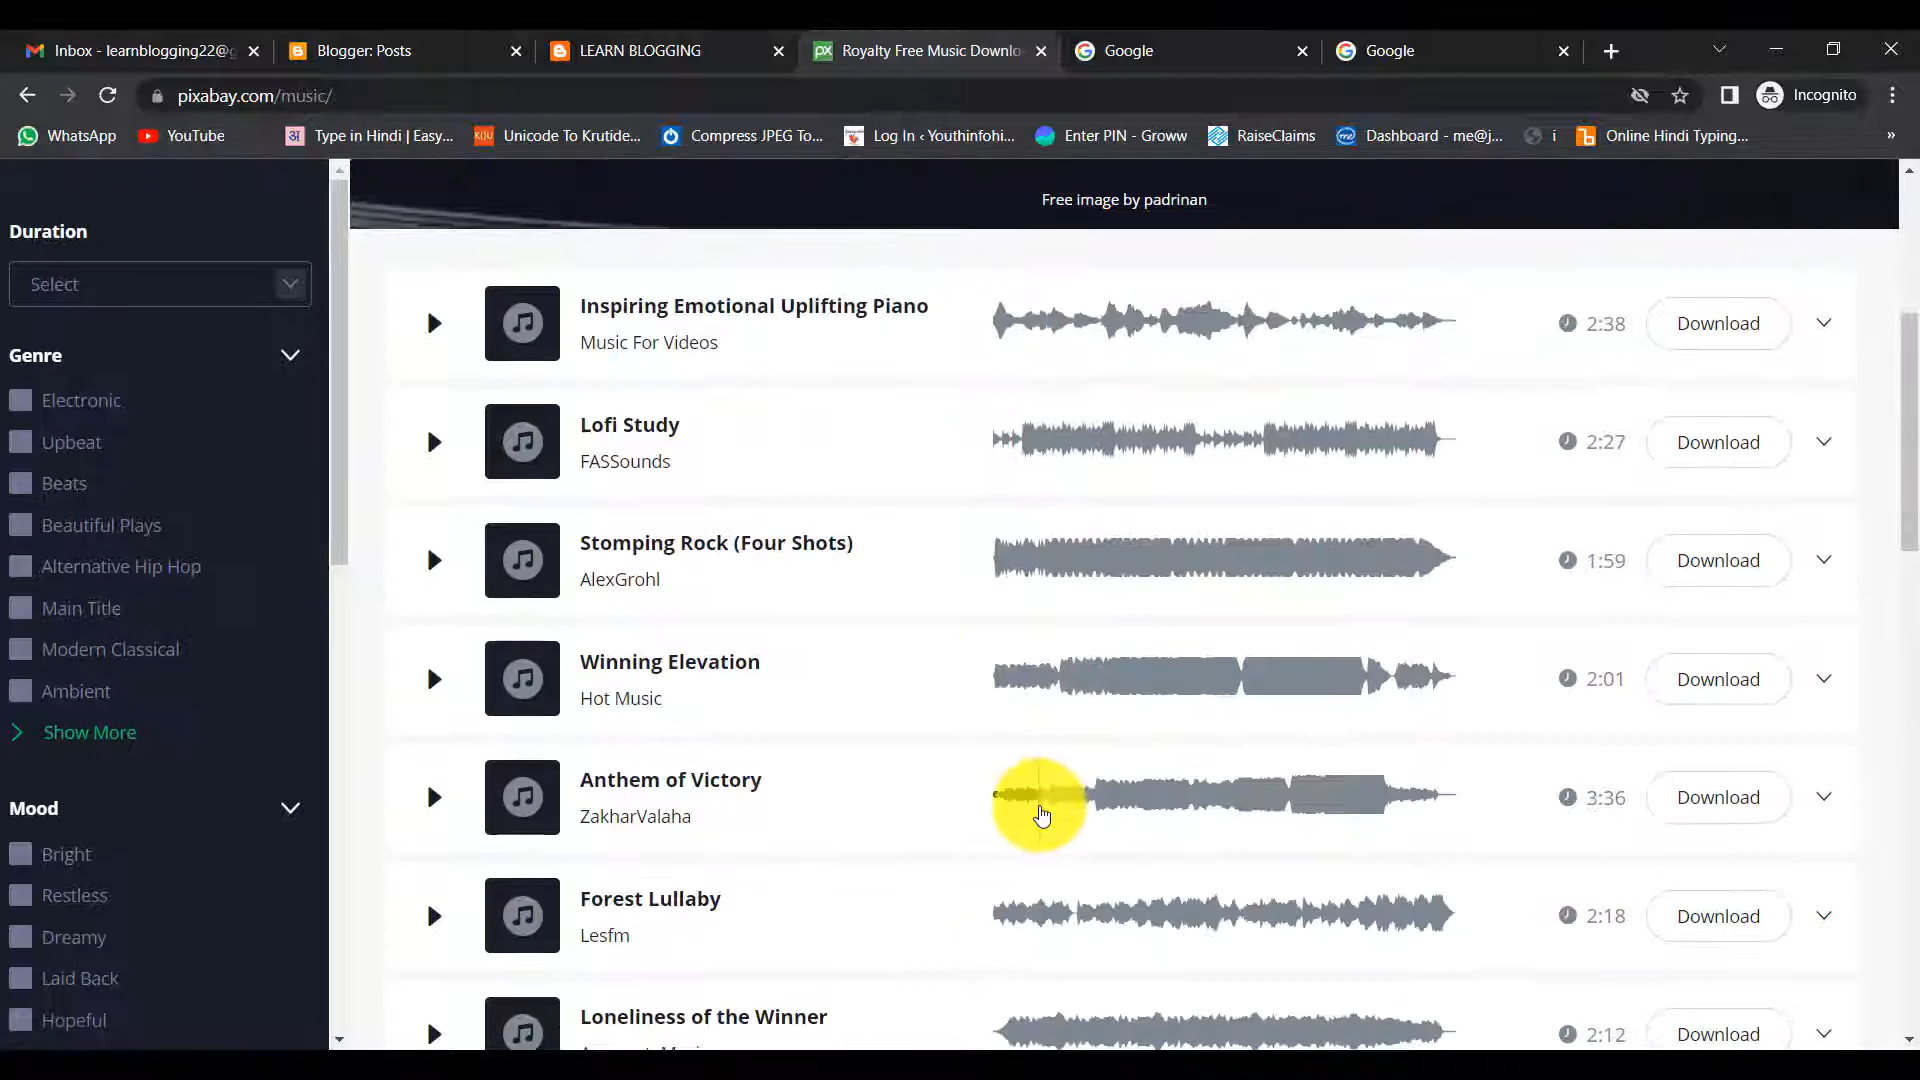 Inbox - learnblogging22@g
Blogger: Posts
LEARN BLOGGING
Royalty Free Music Downlo
Google
Google
pixabay.com/music/
Incognito
WhatsApp
YouTube
Type in Hindi | Easy...
Unicode To Krutide...
Compress JPEG To...
Log In ‹ Youthinfohi...
Enter PIN - Groww
RaiseClaims
Dashboard - me@j...
i
Online Hindi Typing...
»
Free image by padrinan
Duration
Select
Genre
Electronic
Upbeat
Beats
Beautiful Plays
Alternative Hip Hop
Main Title
Modern Classical
Ambient
Show More
Mood
Bright
Restless
Dreamy
Laid Back
Hopeful
Inspiring Emotional Uplifting Piano
Music For Videos
2:38
Download
Lofi Study
FASSounds
2:27
Download
Stomping Rock (Four Shots)
AlexGrohl
1:59
Download
Winning Elevation
Hot Music
2:01
Download
Anthem of Victory
ZakharValaha
3:36
Download
Forest Lullaby
Lesfm
2:18
Download
Loneliness of the Winner
2:12
Download